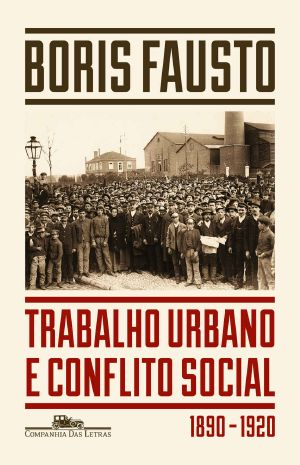 BORIS FAUSTO
TRABALHO URBANO
E CONFLITO SOCIAL
1890-1920
COMPANHIA DAS LETRAS